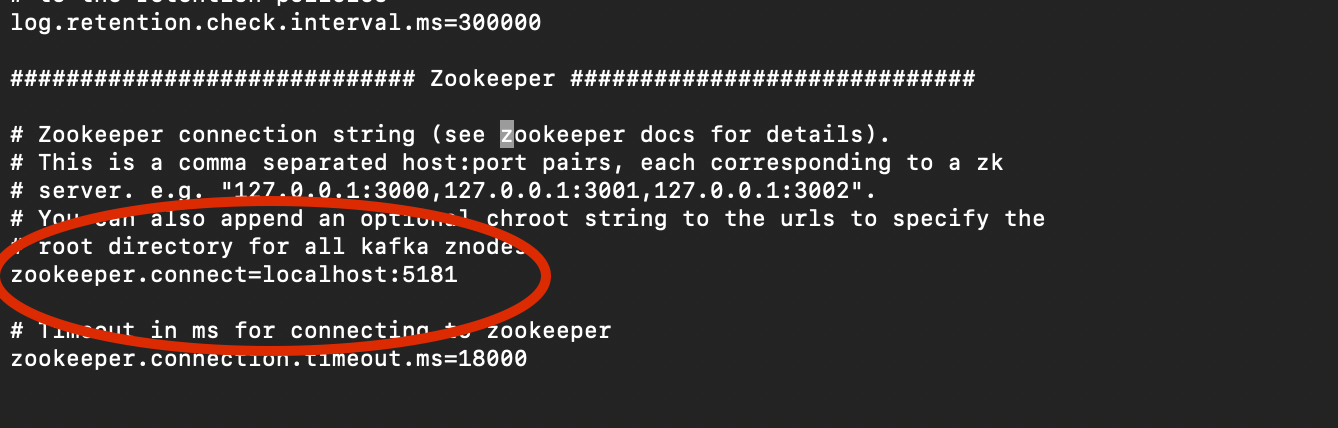 # to the retention policies
log.retention.check.interval.ms=300000
############################# Zookeeper #############################
# Zookeeper connection string (see zookeeper docs for details).
# This is a comma separated host:port pairs, each corresponding to a zk
# server. e.g. "127.0.0.1:3000,127.0.0.1:3001,127.0.0.1:3002".
# You can also append an optional chroot string to the urls to specify the
# root directory for all kafka znodes
zookeeper.connect=localhost:5181
# Timeout in ms for connecting to zookeeper
zookeeper.connection.timeout.ms=18000